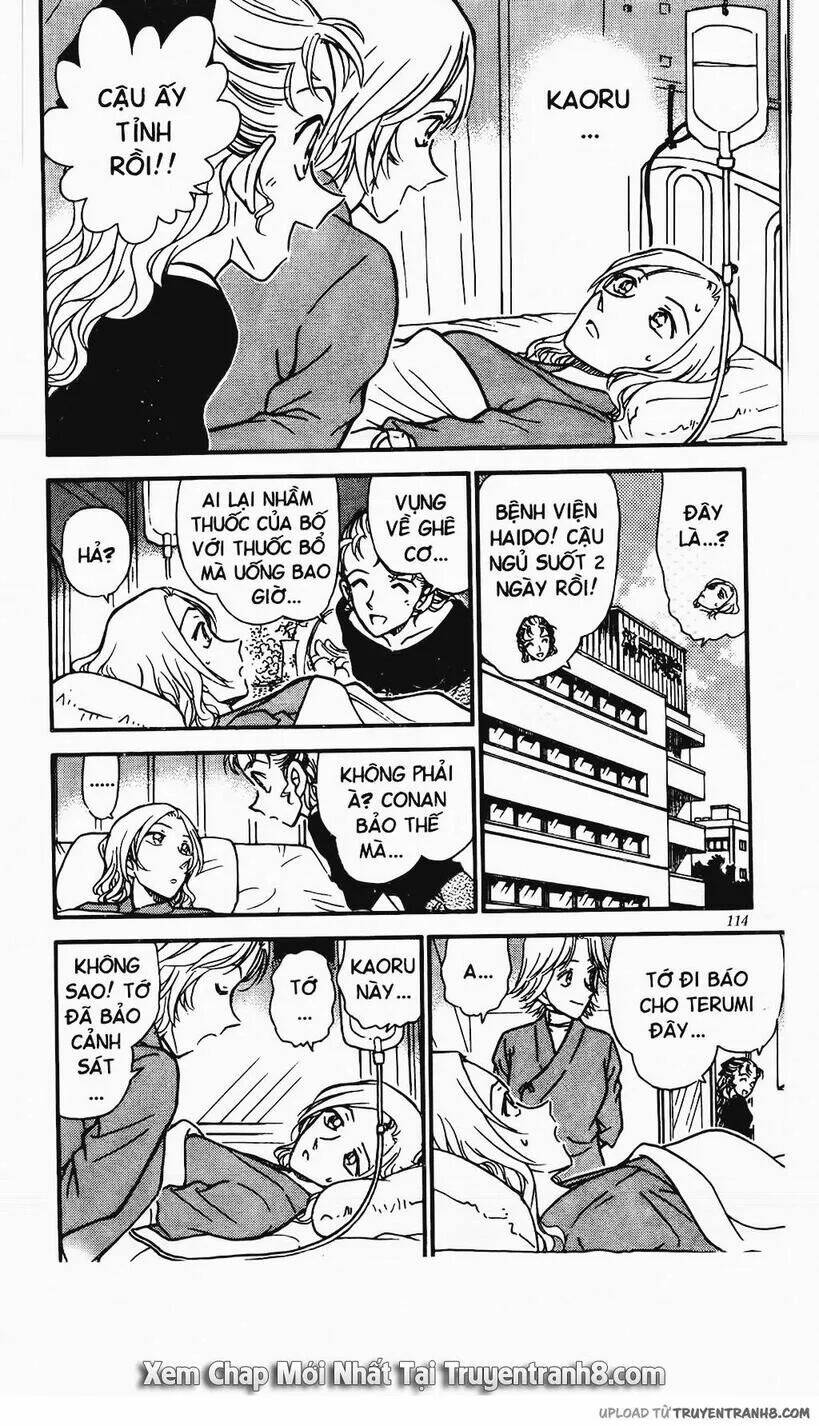 KAORU
...
CẬU ẤY
TỈNH
RỒI!!
ĐÂY
LÀ...?
BỆNH VIỆN
HAIDO! CẬU
NGỦ SUỐT 2
NGÀY RỒI!
VỤNG
VỀ GHÊ
CƠ...
AI LẠI NHẦM
THUỐC CỦA BỐ
VỚI THUỐC BỔ
MÀ UỐNG BAO
GIỜ...
HẢ?
KHÔNG PHẢI
À? CONAN
BẢO THẾ
MÀ...
......
114
TỚ ĐI BÁO
CHO TERUMI
ĐÂY...
A...
KAORU
NÀY...
TỚ
...
KHÔNG
SAO! TỚ
ĐÃ BẢO
CẢNH
SÁT
...
Xem Chap Mới Nhất Tại Truyentranh8.com
UPLOAD TỪ TRUYENTRANH8.COM